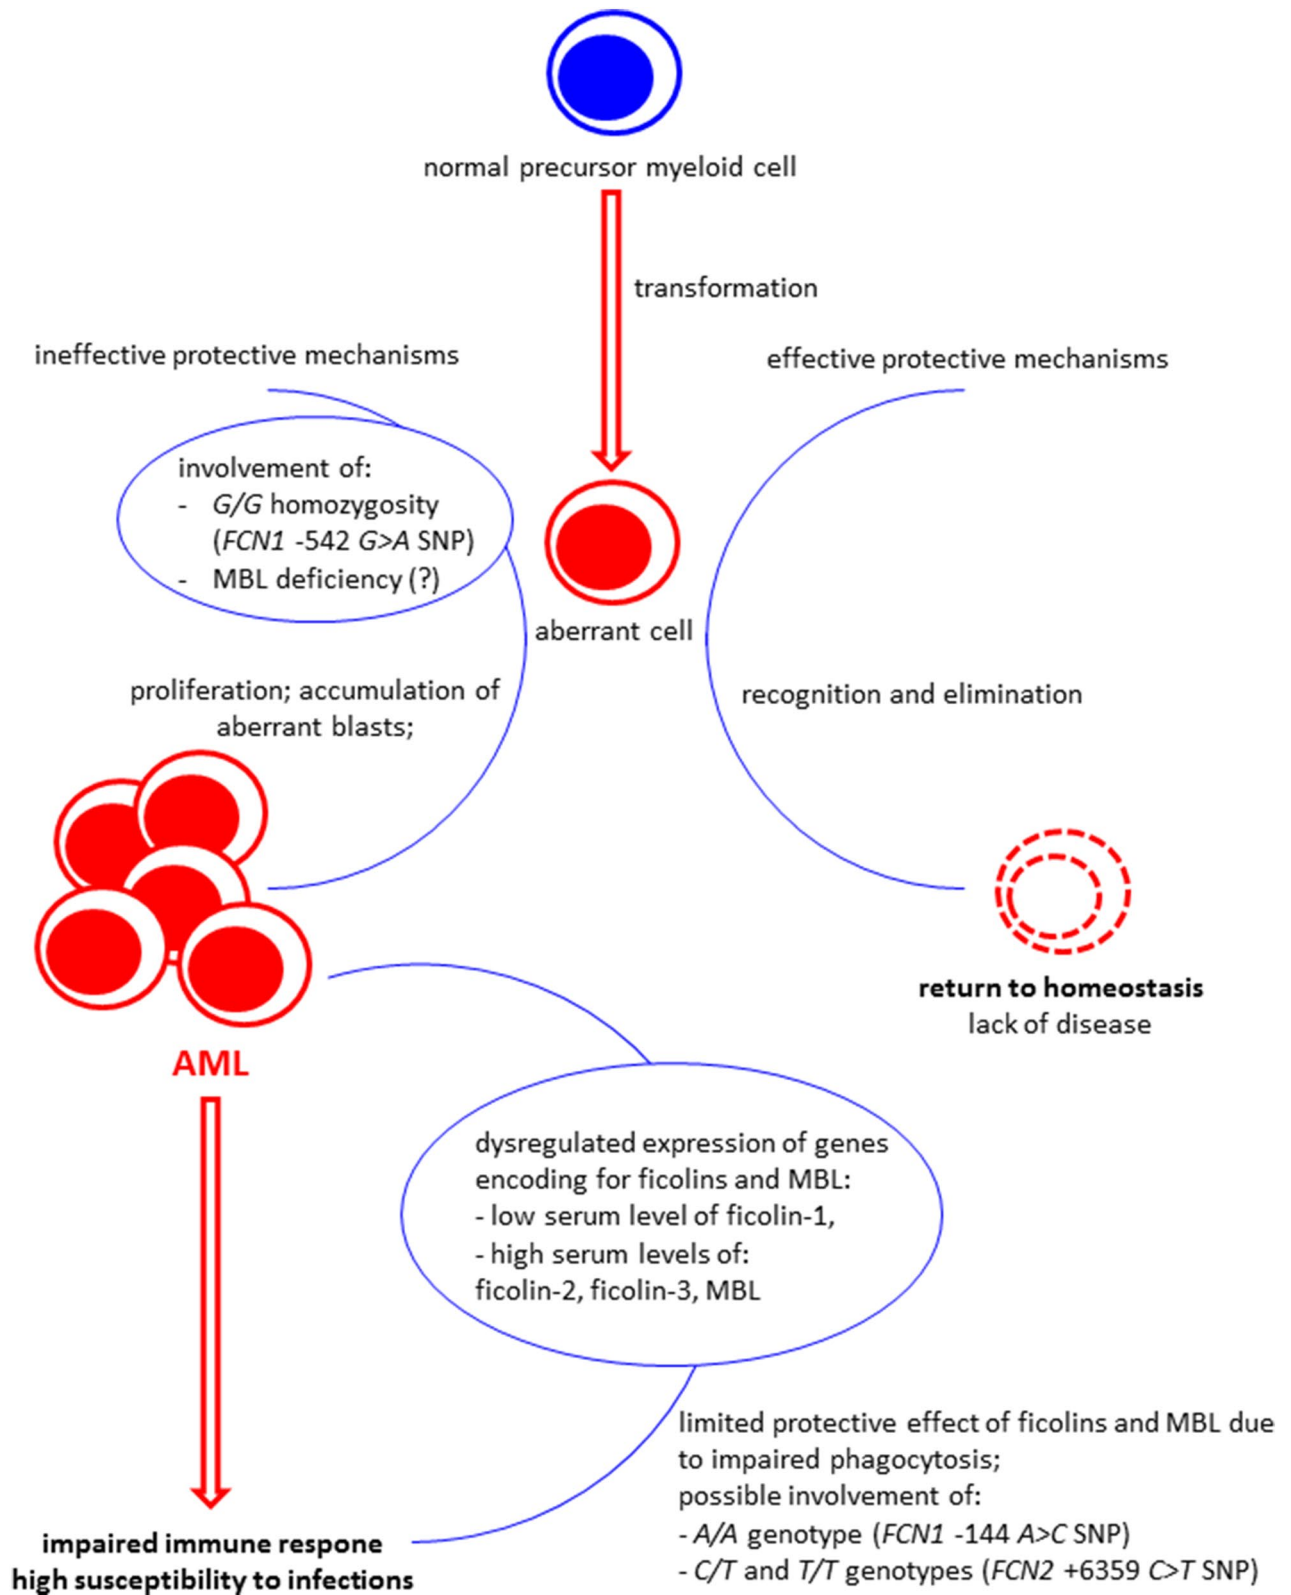 normal precursor myeloid cell
transformation
ineffective protective mechanisms
effective protective mechanisms
involvement of:
- G/G homozygosity
(FCN1 -542 G>A SNP)
- MBL deficiency (?)
aberrant cell
proliferation; accumulation of
aberrant blasts;
recognition and elimination
return to homeostasis
lack of disease
AML
dysregulated expression of genes
encoding for ficolins and MBL:
- low serum level of ficolin-1,
- high serum levels of:
ficolin-2, ficolin-3, MBL
limited protective effect of ficolins and MBL due
to impaired phagocytosis;
possible involvement of:
- A/A genotype (FCN1 -144 A>C SNP)
- C/T and T/T genotypes (FCN2 +6359 C>T SNP)
impaired immune respone
high susceptibility to infections